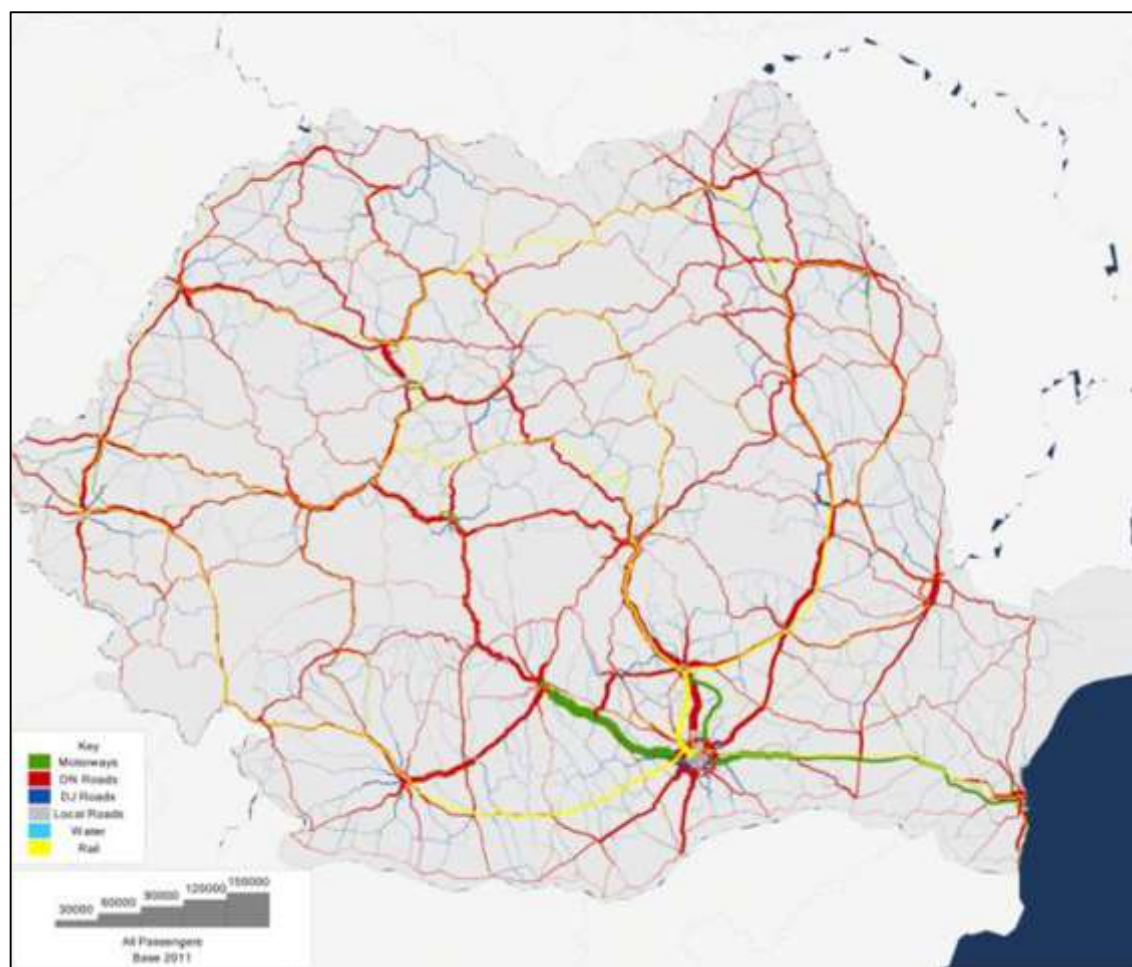 Key
Motorways
DN Roads
DJ Roads
Local Roads
Water
Rail
30000 60000 90000 120000 150000
All Passengers
Base 2011